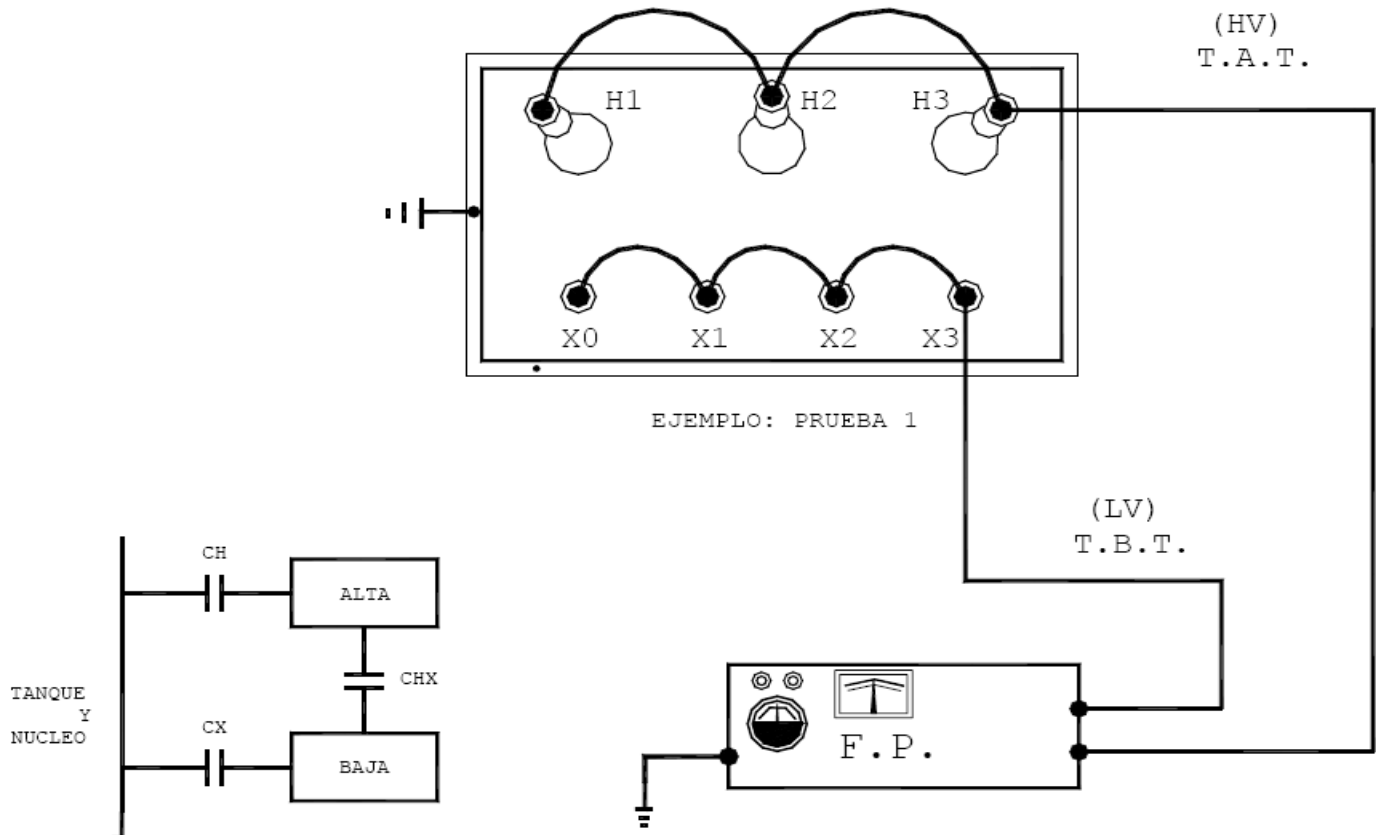 (HV)
T.A.T.
H1
H2
H3
X0
X1
X2
X3
EJEMPLO: PRUEBA 1
(LV)
T.B.T.
CH
ALTA
CHX
TANQUE
Y
NUCLEO
CX
BAJA
F.P.